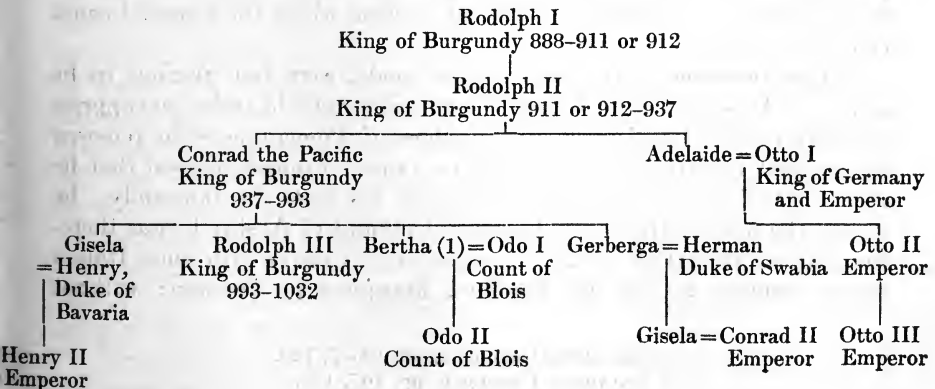 Rodolph I
King of Burgundy 888–911 or 912
Rodolph II
King of Burgundy 911 or 912–937
Conrad the Pacific
King of Burgundy
937–993
Adelaide = Otto I
King of Germany
and Emperor
Gisela
= Henry,
Duke of
Bavaria
Rodolph III
King of Burgundy
993–1032
Bertha (1) = Odo I
Count of
Blois
Gerberga = Herman
Duke of Swabia
Otto II
Emperor
Henry II
Emperor
Odo II
Count of Blois
Gisela = Conrad II
Emperor
Otto III
Emperor